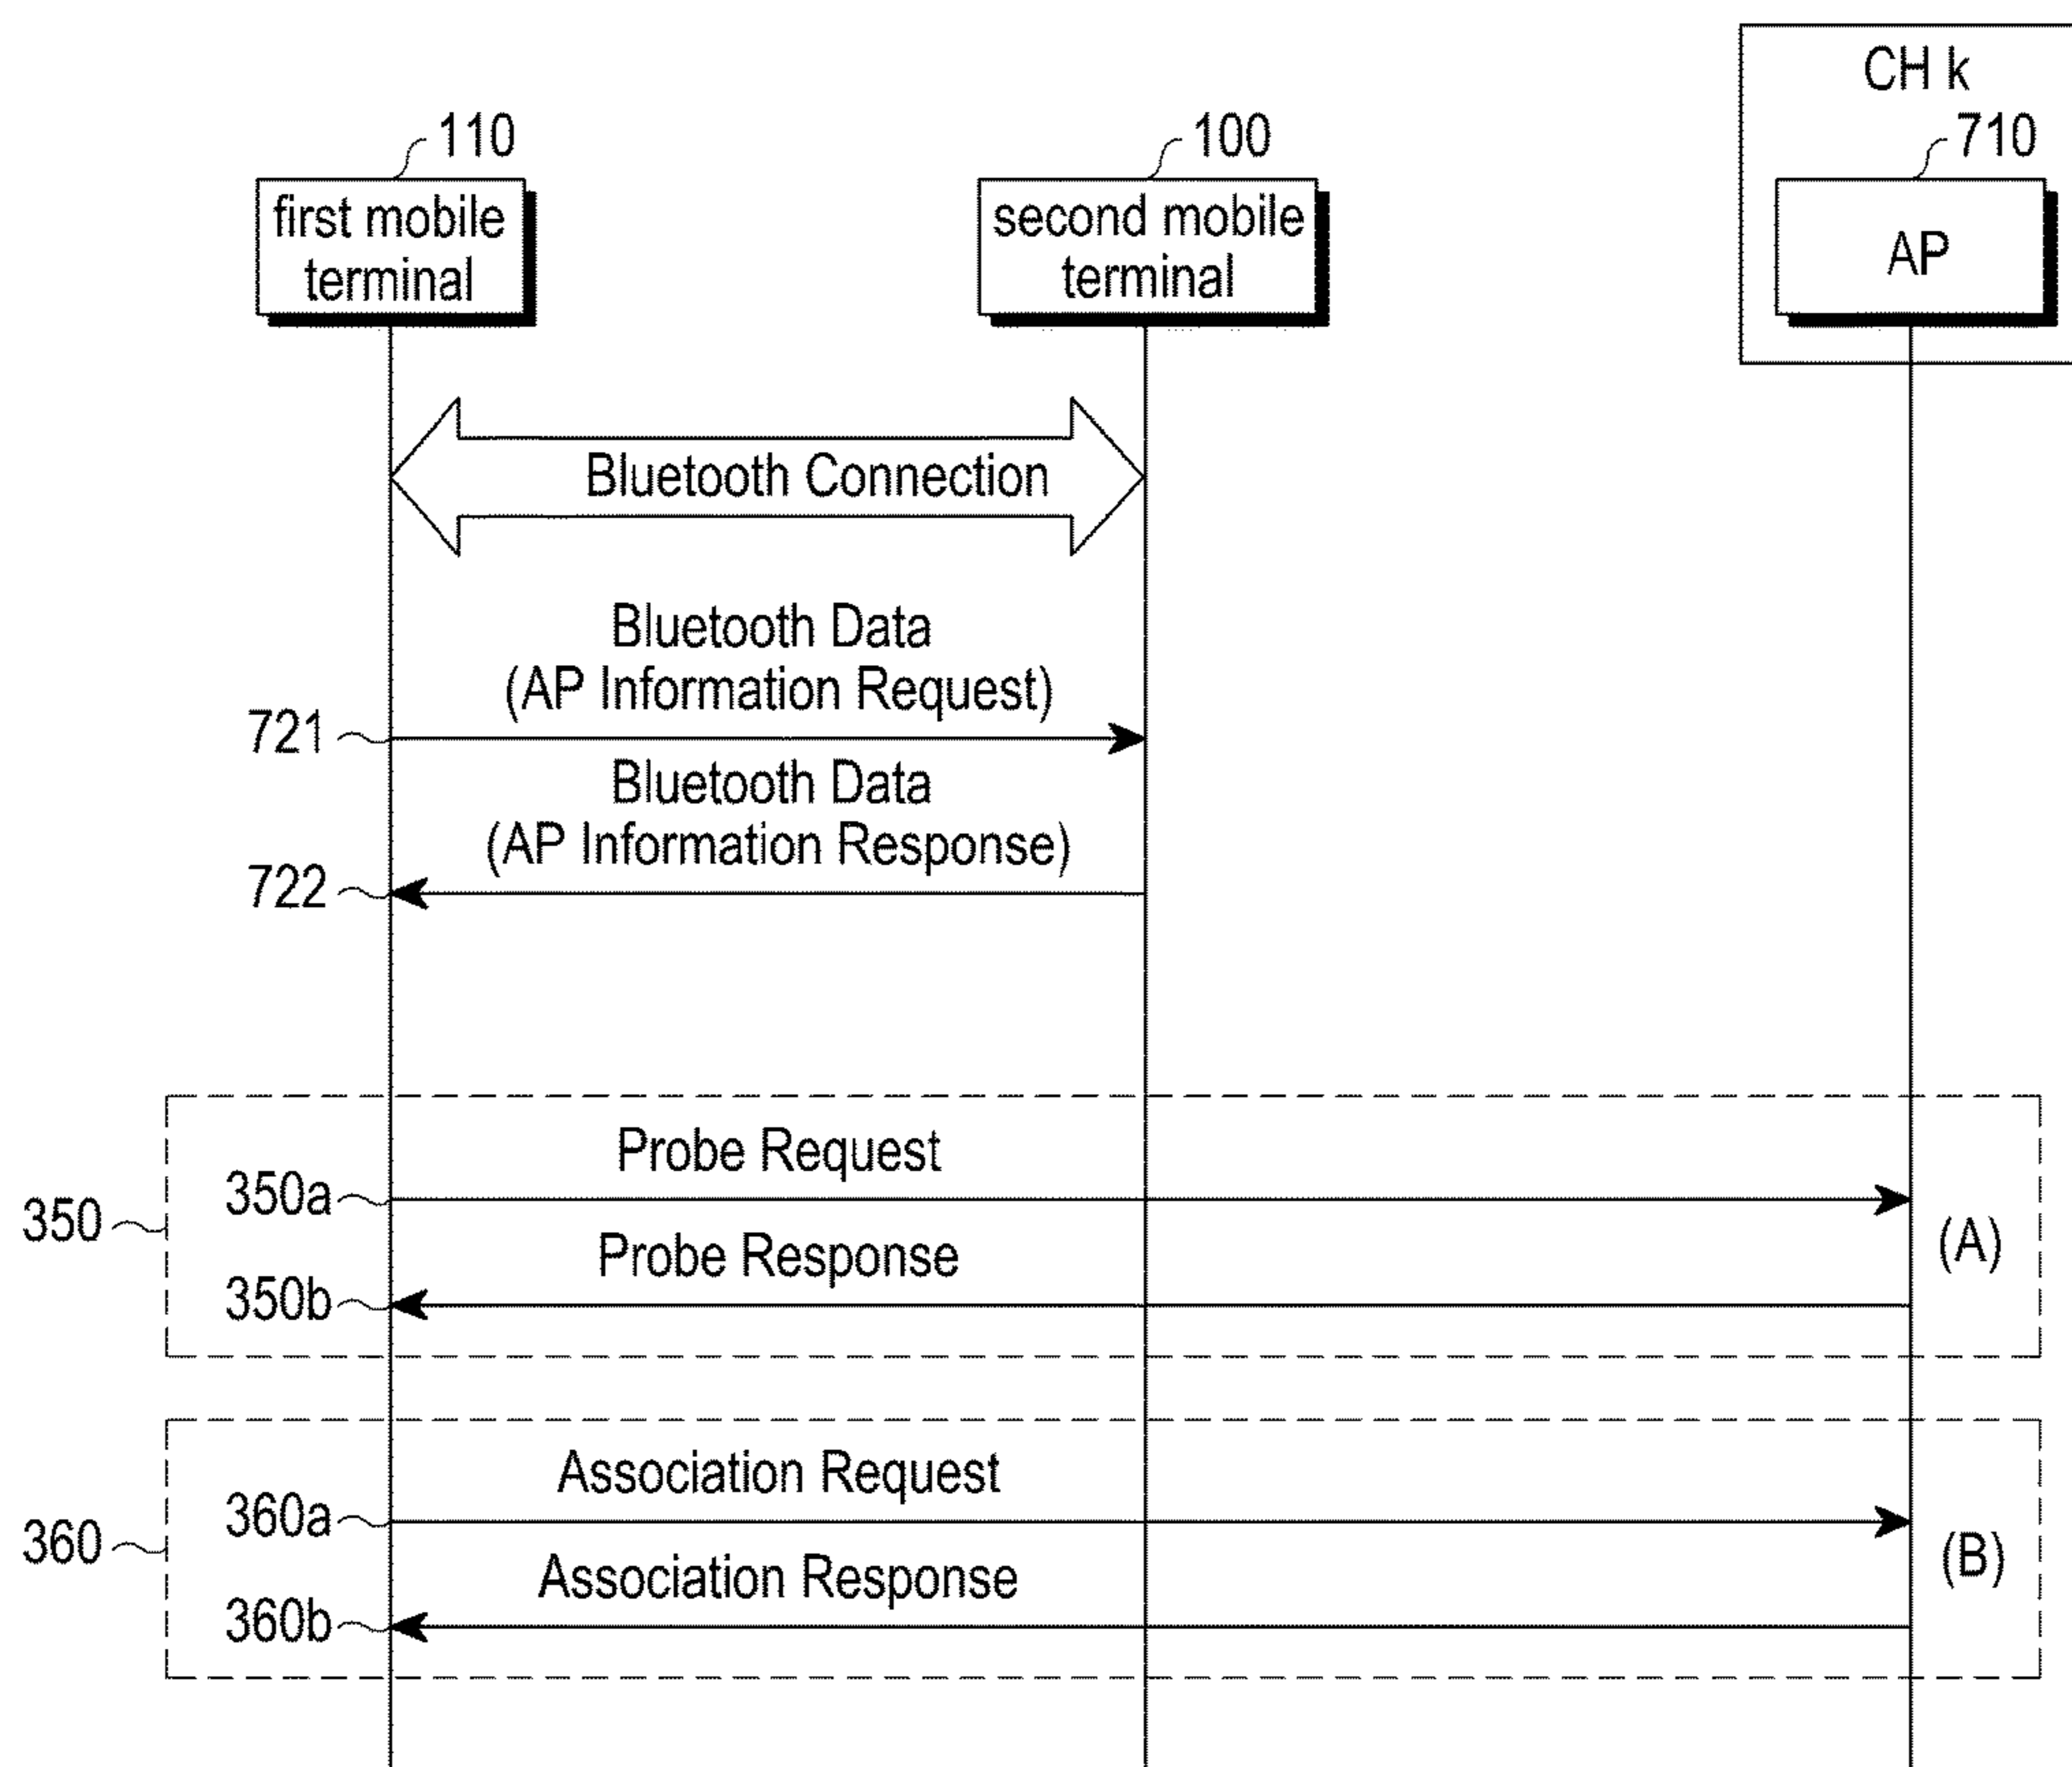 CH k
110
100
710
first mobile
terminal
second mobile
terminal
AP
Bluetooth Connection
Bluetooth Data
(AP Information Request)
721
Bluetooth Data
(AP Information Response)
722
Probe Request
350a
350
Probe Response
(A)
350b
Association Request
360a
360
(B)
Association Response
360b